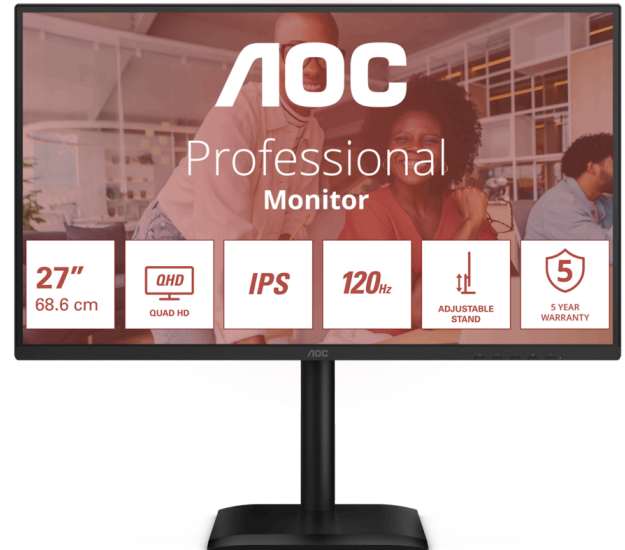 AOC
Professional
Monitor
27”
68.6 cm
QHD
QUAD HD
IPS
120Hz
ADJUSTABLE
STAND
5
5 YEAR
WARRANTY
AOC